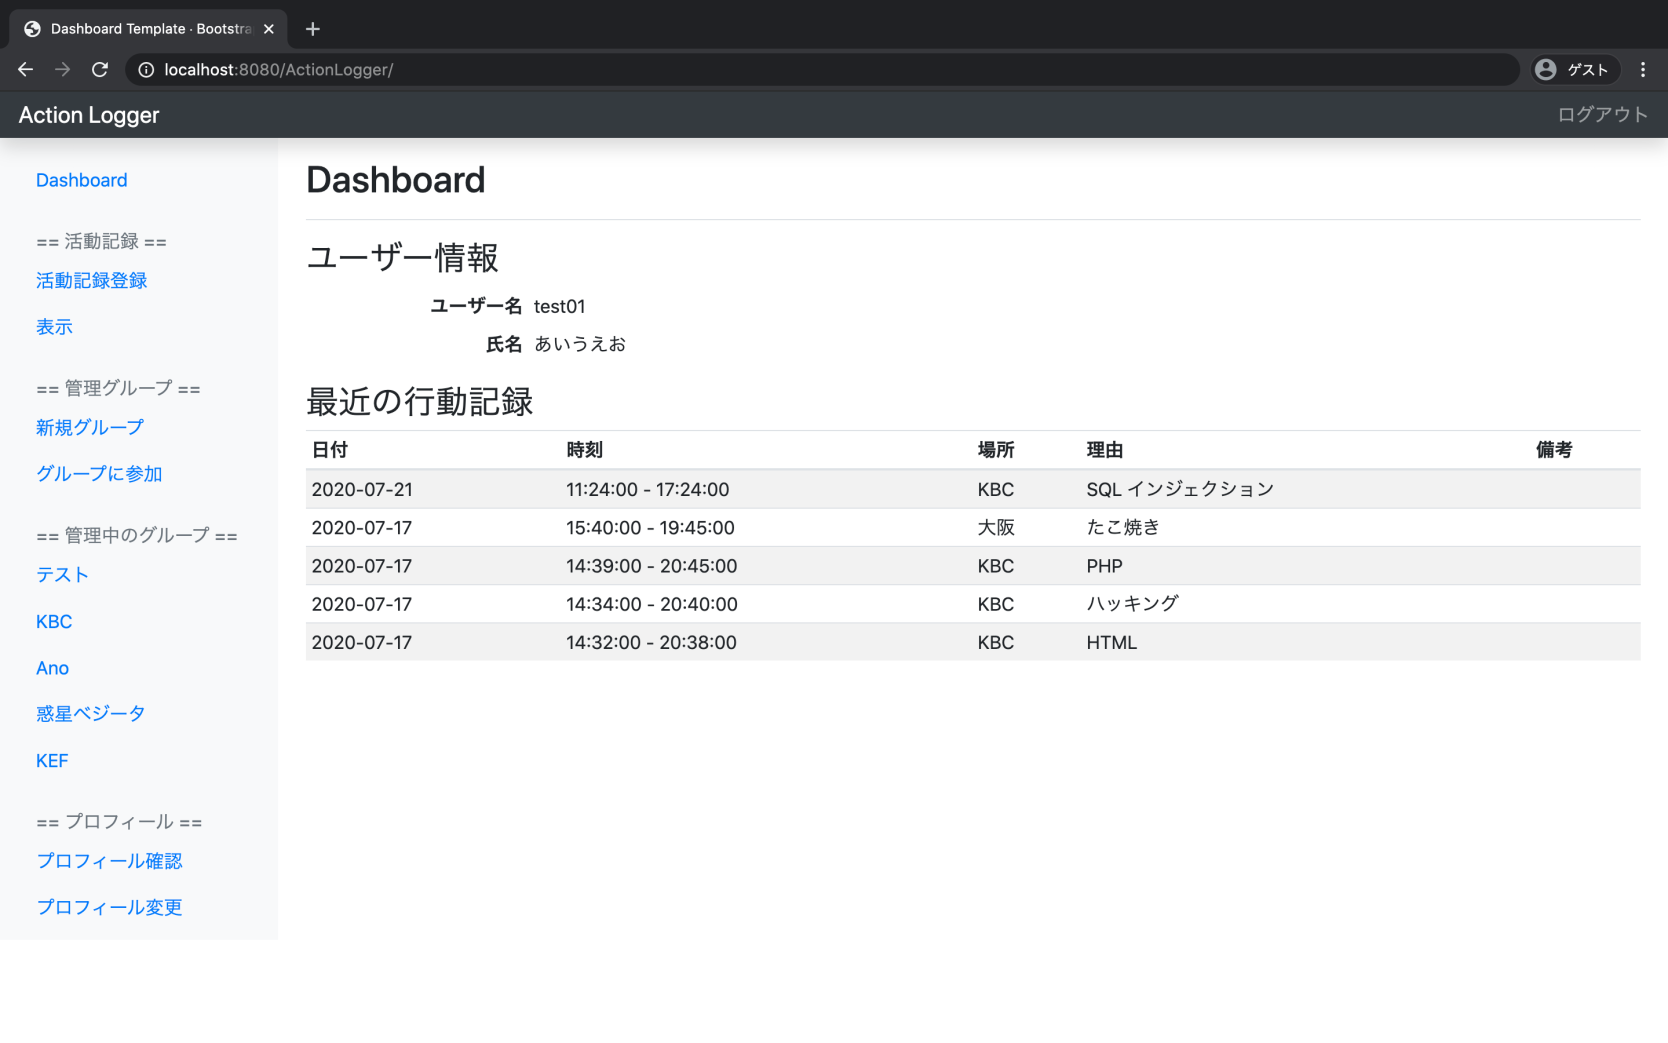 Dashboard Template · Bootstra
localhost:8080/ActionLogger/
ゲスト
Action Logger
ログアウト
Dashboard
== 活動記録 ==
活動記録登録
表示
== 管理グループ ==
新規グループ
グループに参加
== 管理中のグループ ==
テスト
KBC
Ano
惑星ベジータ
KEF
== プロフィール ==
プロフィール確認
プロフィール変更
Dashboard
ユーザー情報
ユーザー名 test01
氏名 あいうえお
最近の行動記録
日付 時刻 場所 理由 備考
2020-07-21 11:24:00 - 17:24:00 KBC SQL インジェクション
2020-07-17 15:40:00 - 19:45:00 大阪 たこ焼き
2020-07-17 14:39:00 - 20:45:00 KBC PHP
2020-07-17 14:34:00 - 20:40:00 KBC ハッキング
2020-07-17 14:32:00 - 20:38:00 KBC HTML